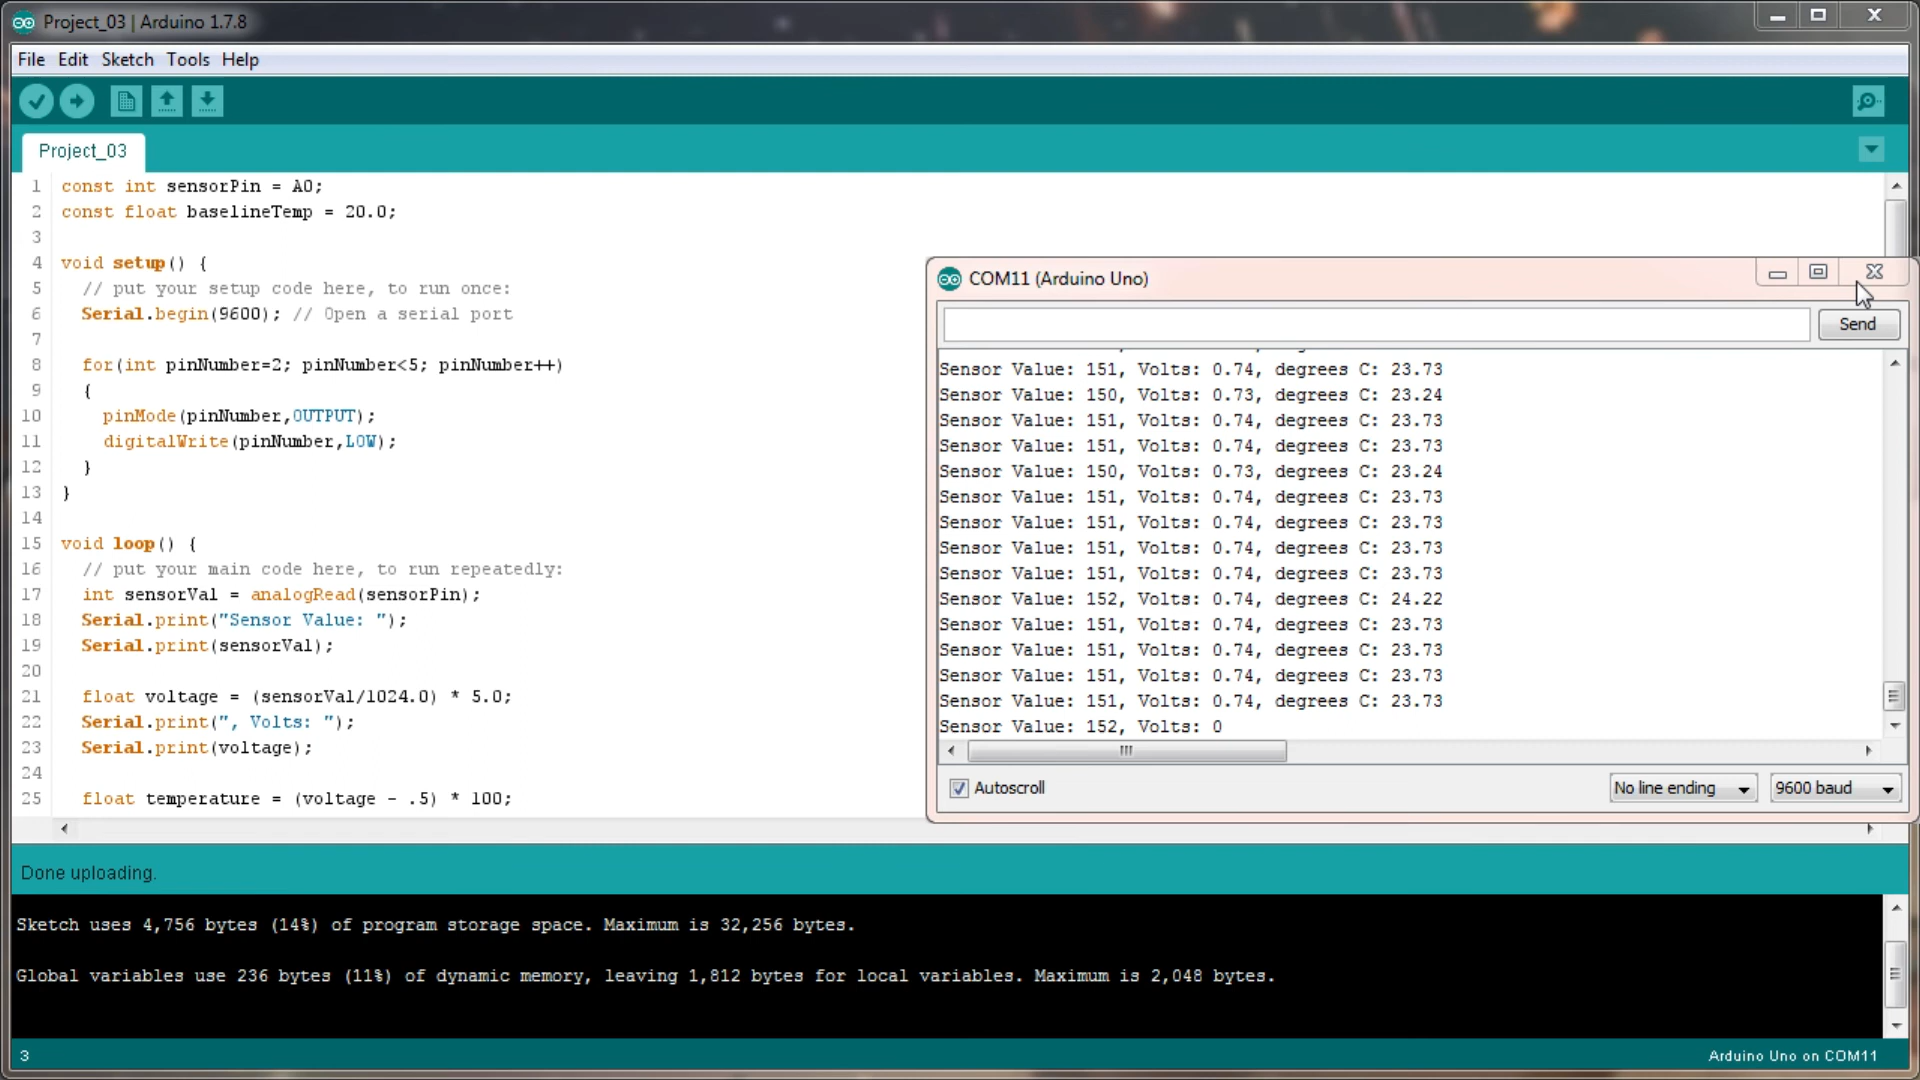 Project_03 | Arduino 1.7.8
File Edit Sketch Tools Help
Project_03
1 const int sensorPin = A0;
2 const float baselineTemp = 20.0;
3
4 void setup() {
5 // put your setup code here, to run once:
6 Serial.begin(9600); // Open a serial port
7
8 for(int pinNumber=2; pinNumber<5; pinNumber++)
9 {
10 pinMode(pinNumber,OUTPUT);
11 digitalWrite(pinNumber,LOW);
12 }
13 }
14
15 void loop() {
16 // put your main code here, to run repeatedly:
17 int sensorVal = analogRead(sensorPin);
18 Serial.print("Sensor Value: ");
19 Serial.print(sensorVal);
20
21 float voltage = (sensorVal/1024.0) * 5.0;
22 Serial.print(", Volts: ");
23 Serial.print(voltage);
24
25 float temperature = (voltage - .5) * 100;
COM11 (Arduino Uno)
Send
Sensor Value: 151, Volts: 0.74, degrees C: 23.73
Sensor Value: 150, Volts: 0.73, degrees C: 23.24
Sensor Value: 151, Volts: 0.74, degrees C: 23.73
Sensor Value: 151, Volts: 0.74, degrees C: 23.73
Sensor Value: 150, Volts: 0.73, degrees C: 23.24
Sensor Value: 151, Volts: 0.74, degrees C: 23.73
Sensor Value: 151, Volts: 0.74, degrees C: 23.73
Sensor Value: 151, Volts: 0.74, degrees C: 23.73
Sensor Value: 151, Volts: 0.74, degrees C: 23.73
Sensor Value: 152, Volts: 0.74, degrees C: 24.22
Sensor Value: 151, Volts: 0.74, degrees C: 23.73
Sensor Value: 151, Volts: 0.74, degrees C: 23.73
Sensor Value: 151, Volts: 0.74, degrees C: 23.73
Sensor Value: 151, Volts: 0.74, degrees C: 23.73
Sensor Value: 152, Volts: 0
Autoscroll No line ending 9600 baud
Done uploading.
Sketch uses 4,756 bytes (14%) of program storage space. Maximum is 32,256 bytes.
Global variables use 236 bytes (11%) of dynamic memory, leaving 1,812 bytes for local variables. Maximum is 2,048 bytes.
3 Arduino Uno on COM11